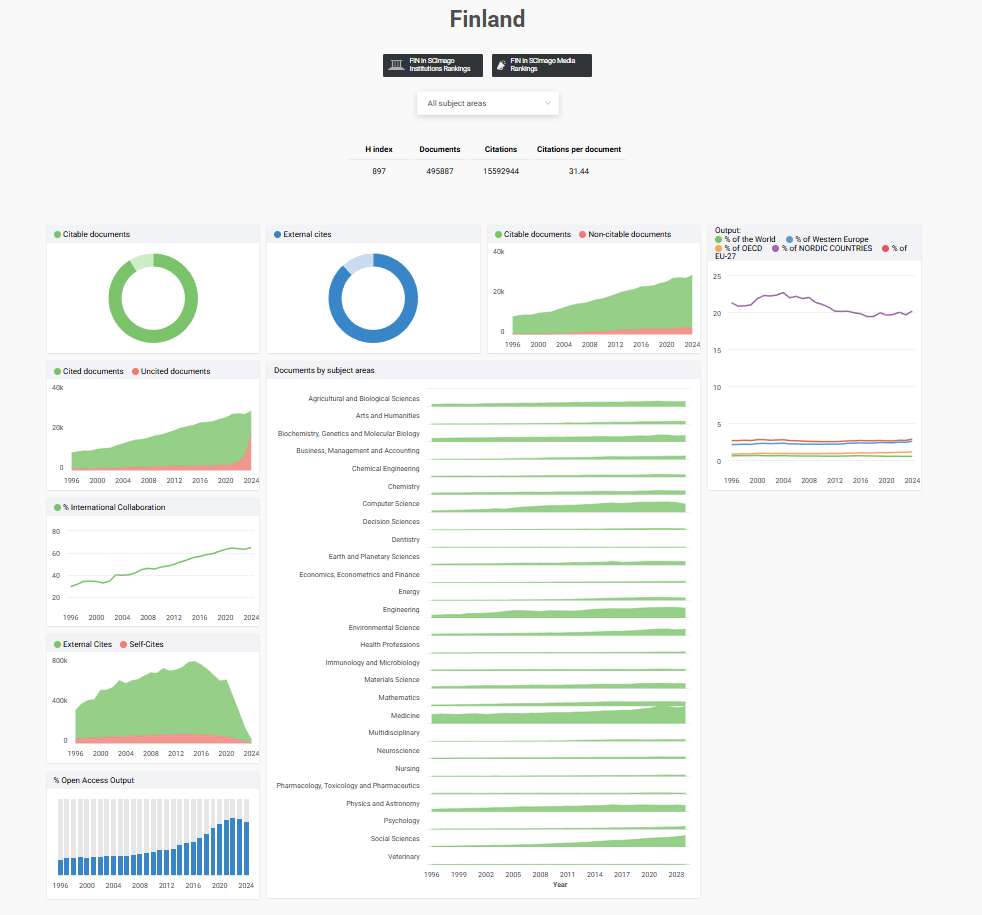 Finland
FIN in SCImago
Institutions Rankings
FIN in SCImago Media
Rankings
All subject areas
H index Documents Citations Citations per document
897 495887 15592944 31.44
Citable documents
External cites
Citable documents Non-citable documents
40k
20k
0
1996 2000 2004 2008 2012 2016 2020 2024
Output:
% of the World % of Western Europe
% of OECD % of NORDIC COUNTRIES % of
EU-27
25
20
15
10
5
0
1996 2000 2004 2008 2012 2016 2020 2024
Cited documents Uncited documents
40k
20k
0
1996 2000 2004 2008 2012 2016 2020 2024
Documents by subject areas
Agricultural and Biological Sciences
Arts and Humanities
Biochemistry, Genetics and Molecular Biology
Business, Management and Accounting
Chemical Engineering
Chemistry
Computer Science
Decision Sciences
Dentistry
Earth and Planetary Sciences
Economics, Econometrics and Finance
Energy
Engineering
Environmental Science
Health Professions
Immunology and Microbiology
Materials Science
Mathematics
Medicine
Multidisciplinary
Neuroscience
Nursing
Pharmacology, Toxicology and Pharmaceutics
Physics and Astronomy
Psychology
Social Sciences
Veterinary
1996 1999 2002 2005 2008 2011 2014 2017 2020 2023
Year
% International Collaboration
80
60
40
20
1996 2000 2004 2008 2012 2016 2020 2024
External Cites Self-Cites
800k
400k
0
1996 2000 2004 2008 2012 2016 2020 2024
% Open Access Output
1996 2000 2004 2008 2012 2016 2020 2024